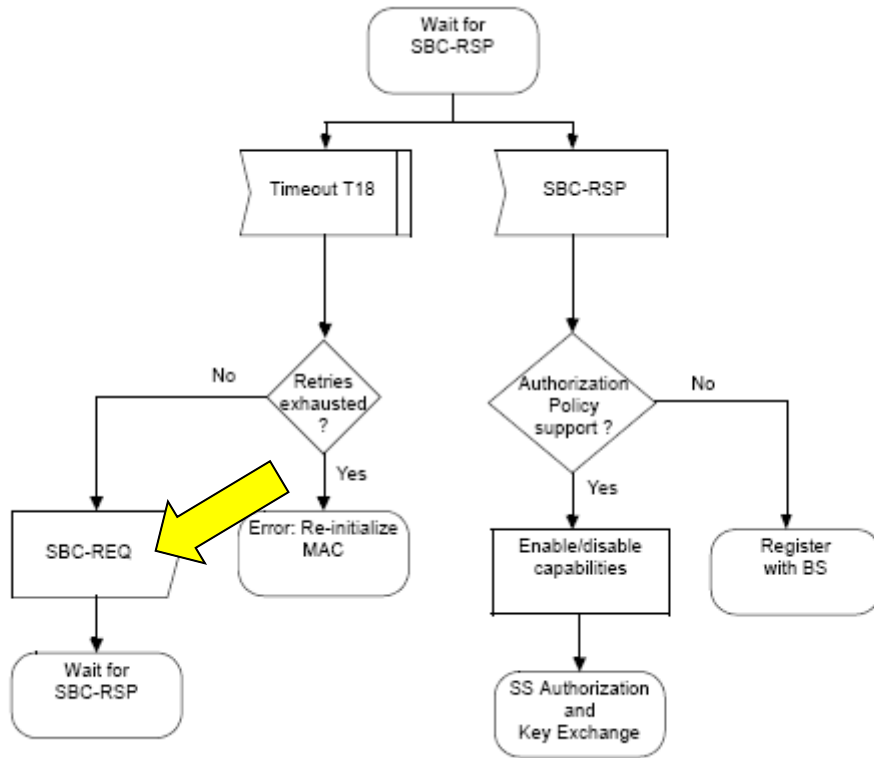 Wait for
SBC-RSP
Timeout T18
SBC-RSP
No
Retries
exhausted
?
Yes
Authorization
Policy
support ?
No
Yes
SBC-REQ
Error: Re-initialize
MAC
Enable/disable
capabilities
Register
with BS
Wait for
SBC-RSP
SS Authorization
and
Key Exchange